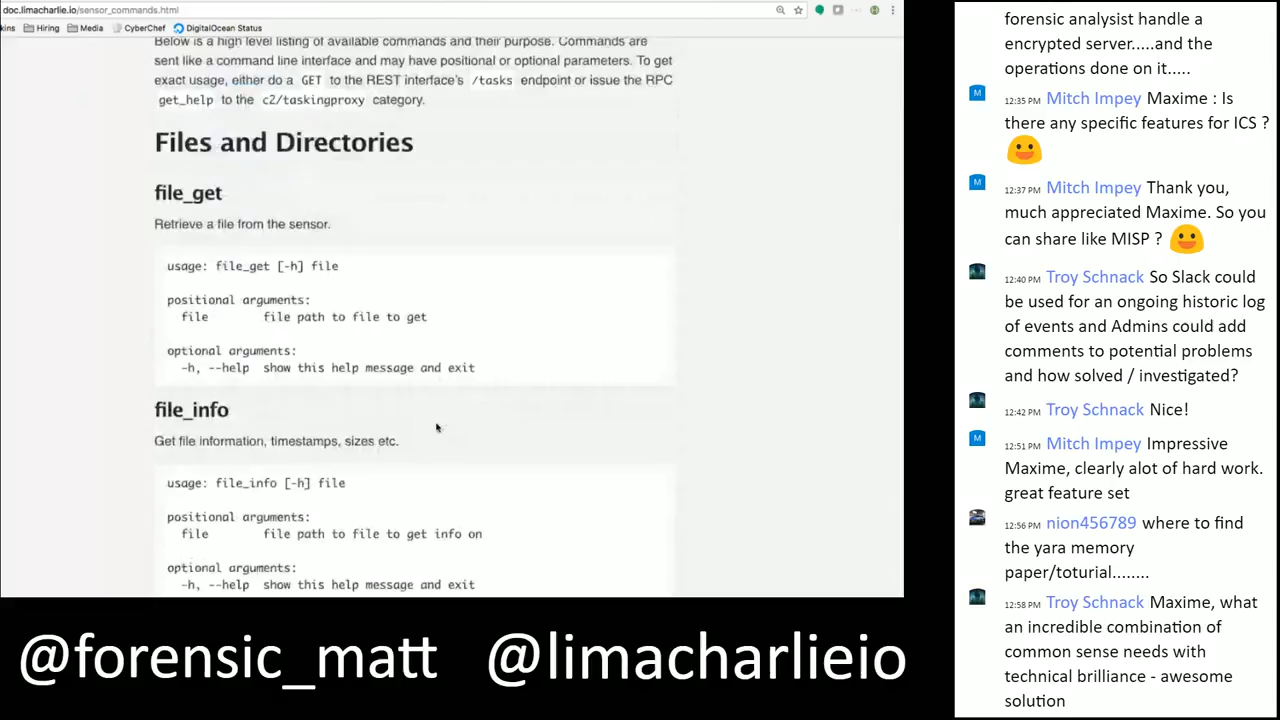 doc.limacharlie.io/sensor_commands.html
kins Hiring Media CyberChef DigitalOcean Status
Below is a high level listing of available commands and their purpose. Commands are
sent like a command line interface and may have positional or optional parameters. To get
exact usage, either do a GET to the REST interface's /tasks endpoint or issue the RPC
get_help to the c2/taskingproxy category.
Files and Directories
file_get
Retrieve a file from the sensor.
usage: file_get [-h] file
positional arguments:
file file path to file to get
optional arguments:
-h, --help show this help message and exit
file_info
Get file information, timestamps, sizes etc.
usage: file_info [-h] file
positional arguments:
file file path to file to get info on
optional arguments:
-h, --help show this help message and exit
@forensic_matt @limacharlieio
forensic analysist handle a
encrypted server.....and the
operations done on it.....
M
12:35 PM Mitch Impey Maxime : Is
there any specific features for ICS ?
M
12:37 PM Mitch Impey Thank you,
much appreciated Maxime. So you
can share like MISP ?
12:40 PM Troy Schnack So Slack could
be used for an ongoing historic log
of events and Admins could add
comments to potential problems
and how solved / investigated?
12:42 PM Troy Schnack Nice!
M
12:51 PM Mitch Impey Impressive
Maxime, clearly alot of hard work.
great feature set
12:56 PM nion456789 where to find
the yara memory
paper/toturial........
12:58 PM Troy Schnack Maxime, what
an incredible combination of
common sense needs with
technical brilliance - awesome
solution